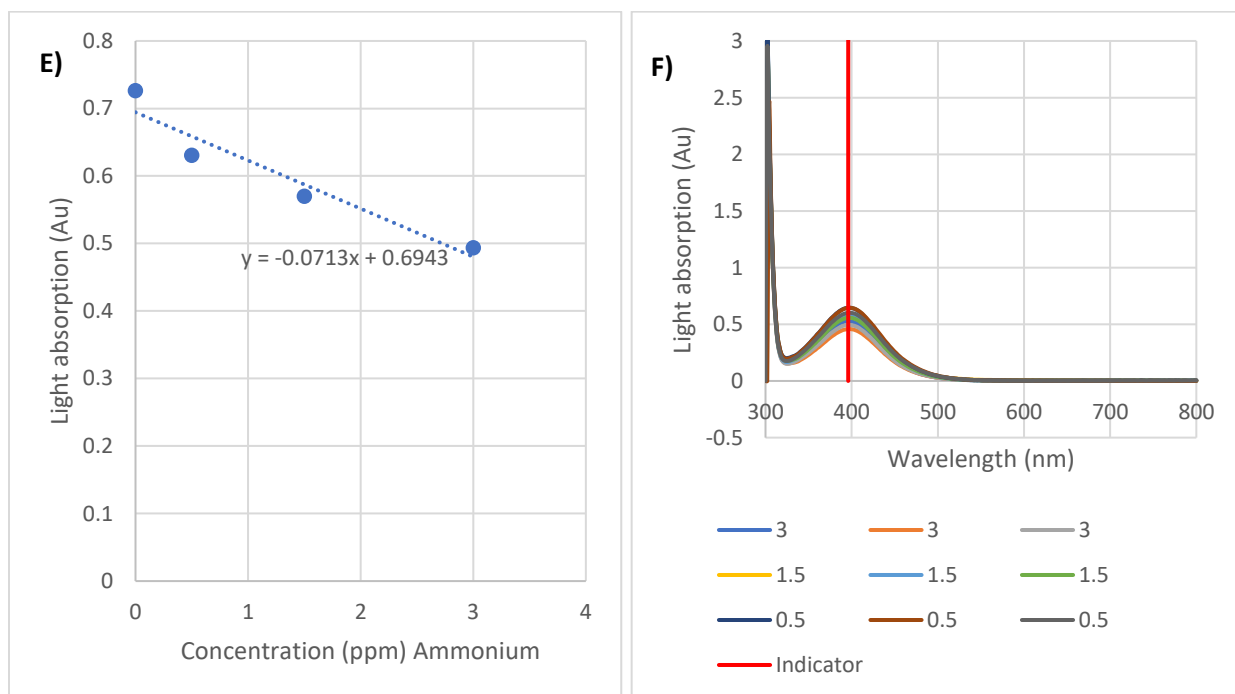 E)
Light absorption (Au)
0.8
0.7
0.6
0.5
0.4
0.3
0.2
0.1
0
y = -0.0713x + 0.6943
0 1 2 3 4
Concentration (ppm) Ammonium
F)
Light absorption (Au)
3
2.5
2
1.5
1
0.5
0
-0.5
300 400 500 600 700 800
Wavelength (nm)
3 3 3
1.5 1.5 1.5
0.5 0.5 0.5
Indicator